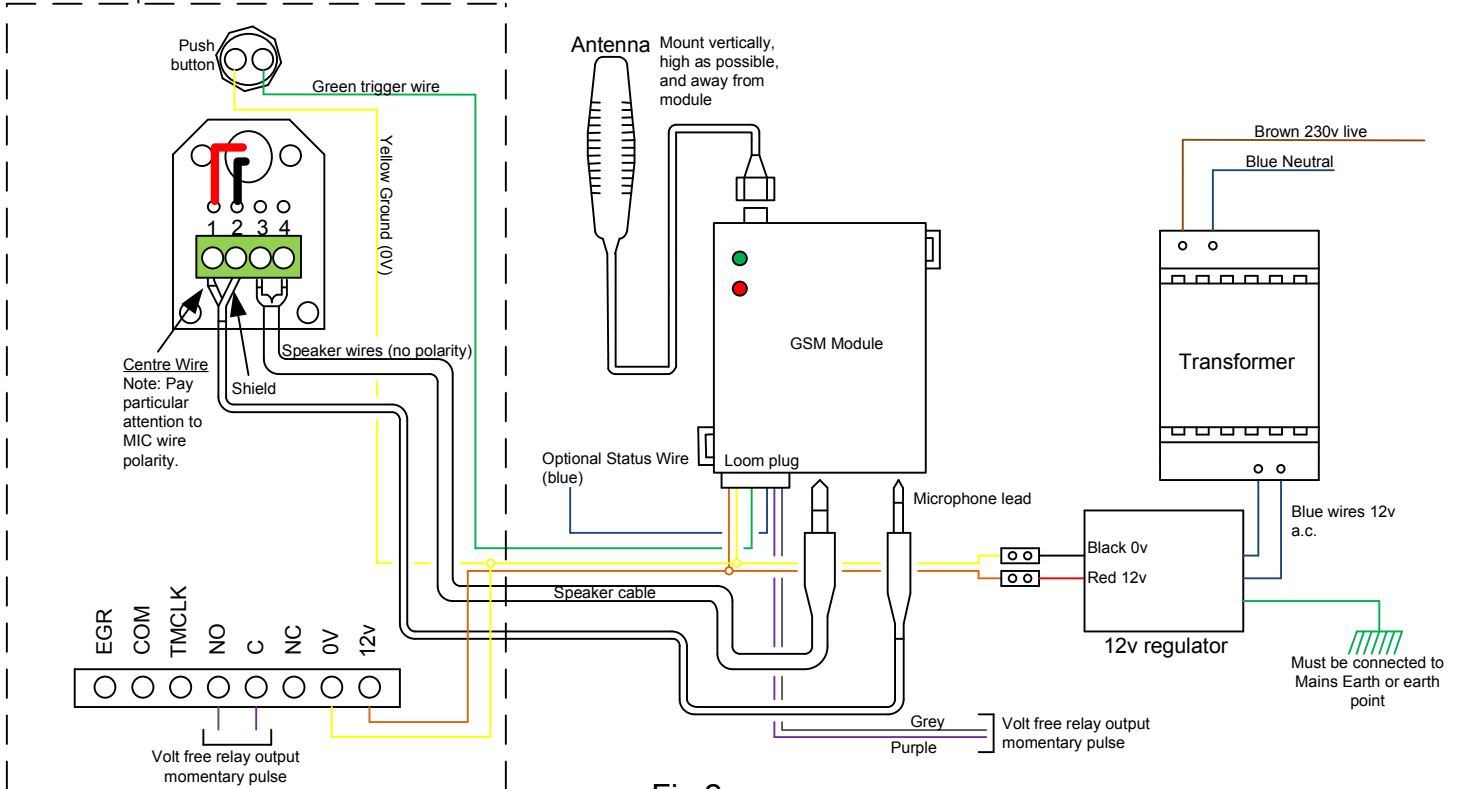 Push
button
Green trigger wire
Yellow Ground (0V)
1 2 3 4
Centre Wire
Note: Pay
particular
attention to
MIC wire
polarity.
Shield
Speaker wires (no polarity)
EGR
COM
TMCLK
NO
C
NC
0V
12v
Volt free relay output
momentary pulse
Antenna
Mount vertically,
high as possible,
and away from
module
GSM Module
Optional Status Wire
(blue)
Loom plug
Microphone lead
Speaker cable
Grey
Purple
Volt free relay output
momentary pulse
Brown 230v live
Blue Neutral
Transformer
Blue wires 12v
a.c.
Black 0v
Red 12v
12v regulator
Must be connected to
Mains Earth or earth
point